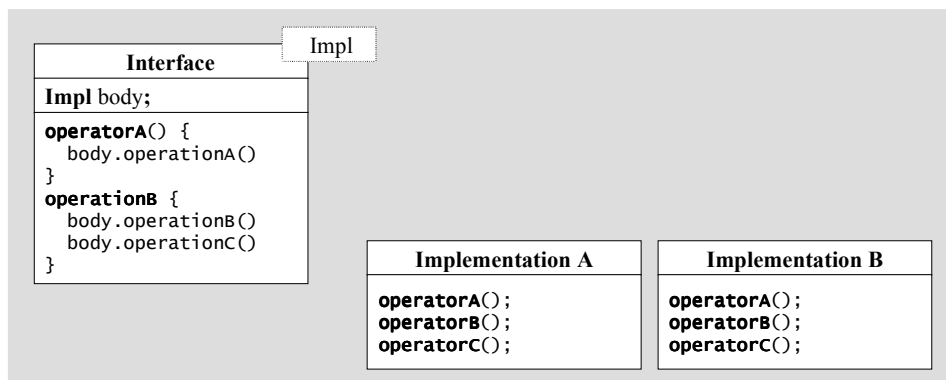 Impl
Interface
Impl body;
operatorA() {
  body.operationA()
}
operationB {
  body.operationB()
  body.operationC()
}
Implementation A
operatorA();
operatorB();
operatorC();
Implementation B
operatorA();
operatorB();
operatorC();